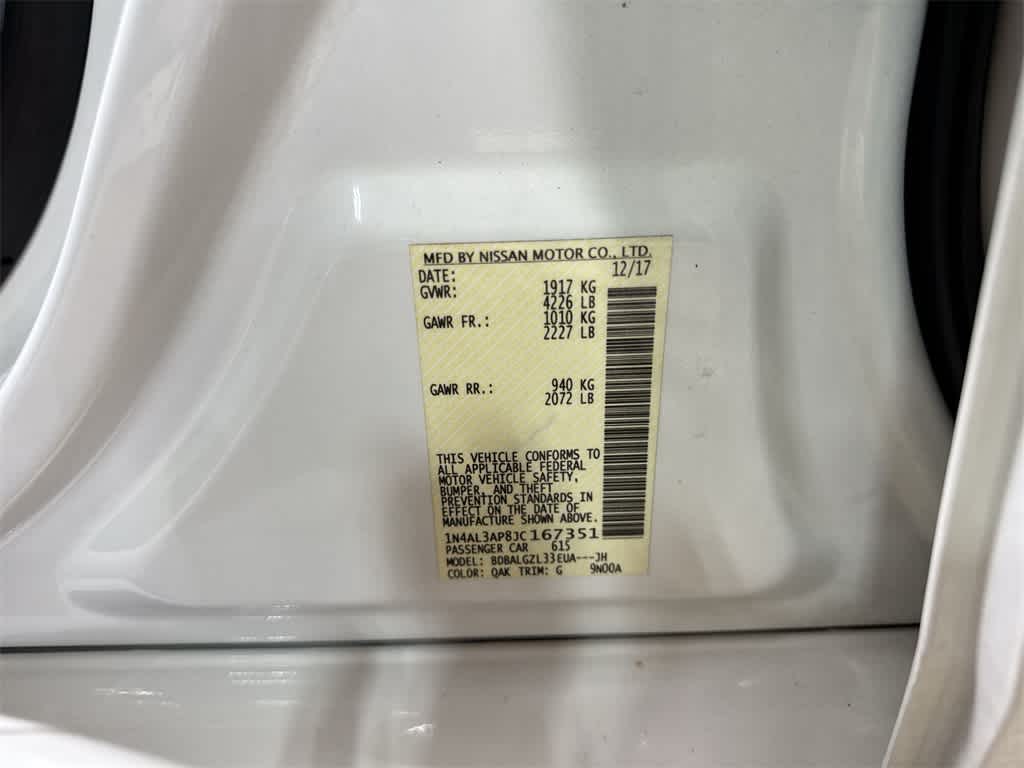 MFD BY NISSAN MOTOR CO., LTD.
DATE: 12/17
GVWR: 1917 KG
4226 LB
GAWR FR.: 1010 KG
2227 LB
GAWR RR.: 940 KG
2072 LB
THIS VEHICLE CONFORMS TO
ALL APPLICABLE FEDERAL
MOTOR VEHICLE SAFETY,
BUMPER, AND THEFT
PREVENTION STANDARDS IN
EFFECT ON THE DATE OF
MANUFACTURE SHOWN ABOVE.
1N4AL3AP8JC167351
PASSENGER CAR 615
MODEL: BDBALGZL33EUA---JH
COLOR: QAK TRIM: G 9N00A